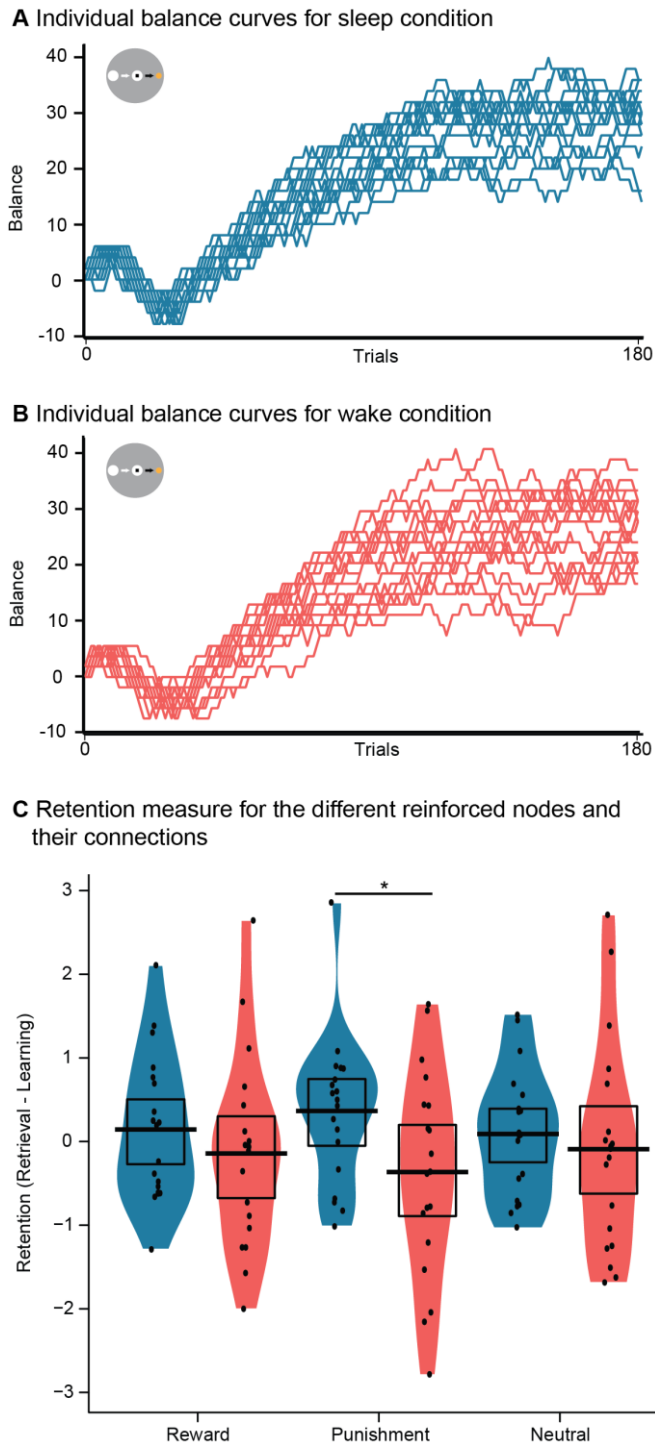 A Individual balance curves for sleep condition
40
30
20
10
0
-10
Balance
0
Trials
180
B Individual balance curves for wake condition
40
30
20
10
0
-10
Balance
0
Trials
180
C Retention measure for the different reinforced nodes and
their connections
3
2
1
0
−1
−2
−3
Retention (Retrieval - Learning)
*
Reward
Punishment
Neutral